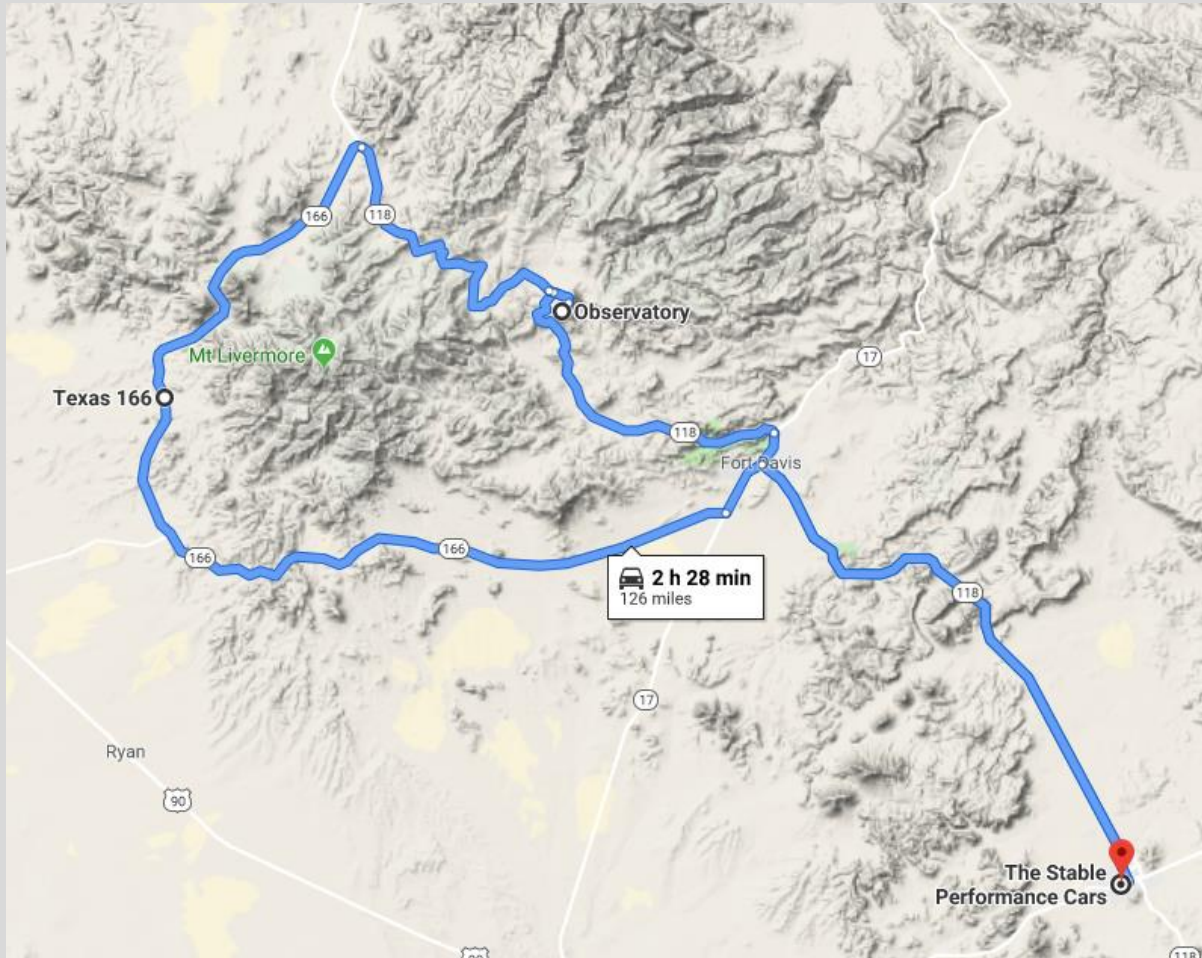 166
118
Observatory
Mt Livermore
17
Texas 166
118
Fort Davis
166
166
2 h 28 min
126 miles
118
17
Ryan
90
The Stable
Performance Cars
118